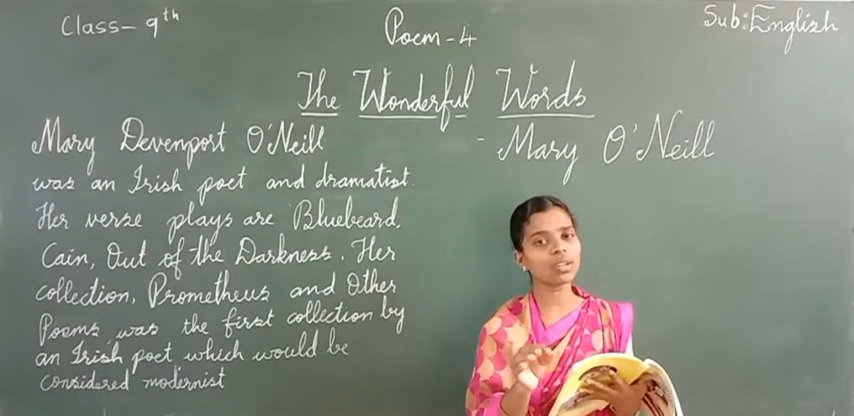 Class - 9th
Poem - 4
Sub: English
The Wonderful Words
- Mary O'Neill
Mary Devenport O'Neill
was an Irish poet and dramatist.
Her verse plays are Bluebeard,
Cain, Out of the Darkness. Her
collection, Prometheus and Other
Poems was the first collection by
an Irish poet which would be
considered modernist